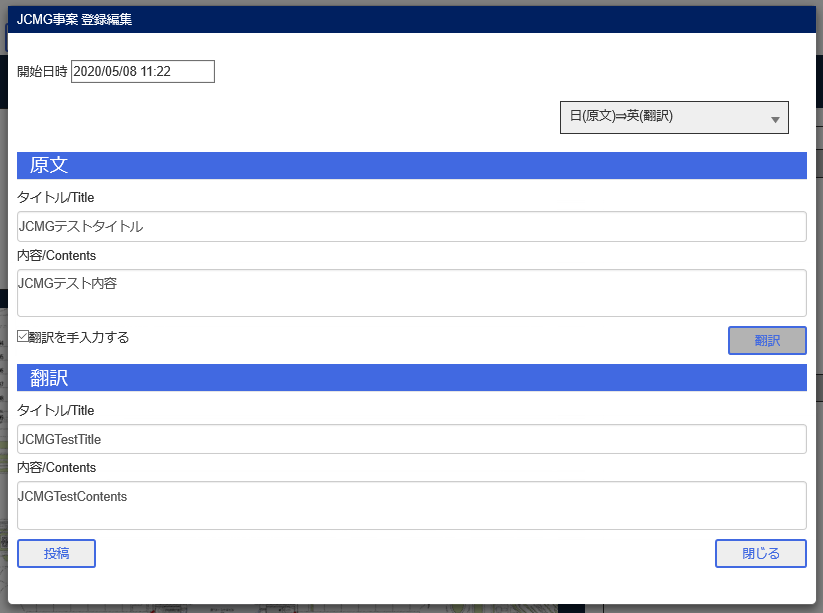 JCMG事案 登録編集
開始日時 2020/05/08 11:22
日(原文)⇒英(翻訳)
原文
タイトル/Title
JCMGテストタイトル
内容/Contents
JCMGテスト内容
翻訳を手入力する
翻訳
翻訳
タイトル/Title
JCMGTestTitle
内容/Contents
JCMGTestContents
投稿
閉じる